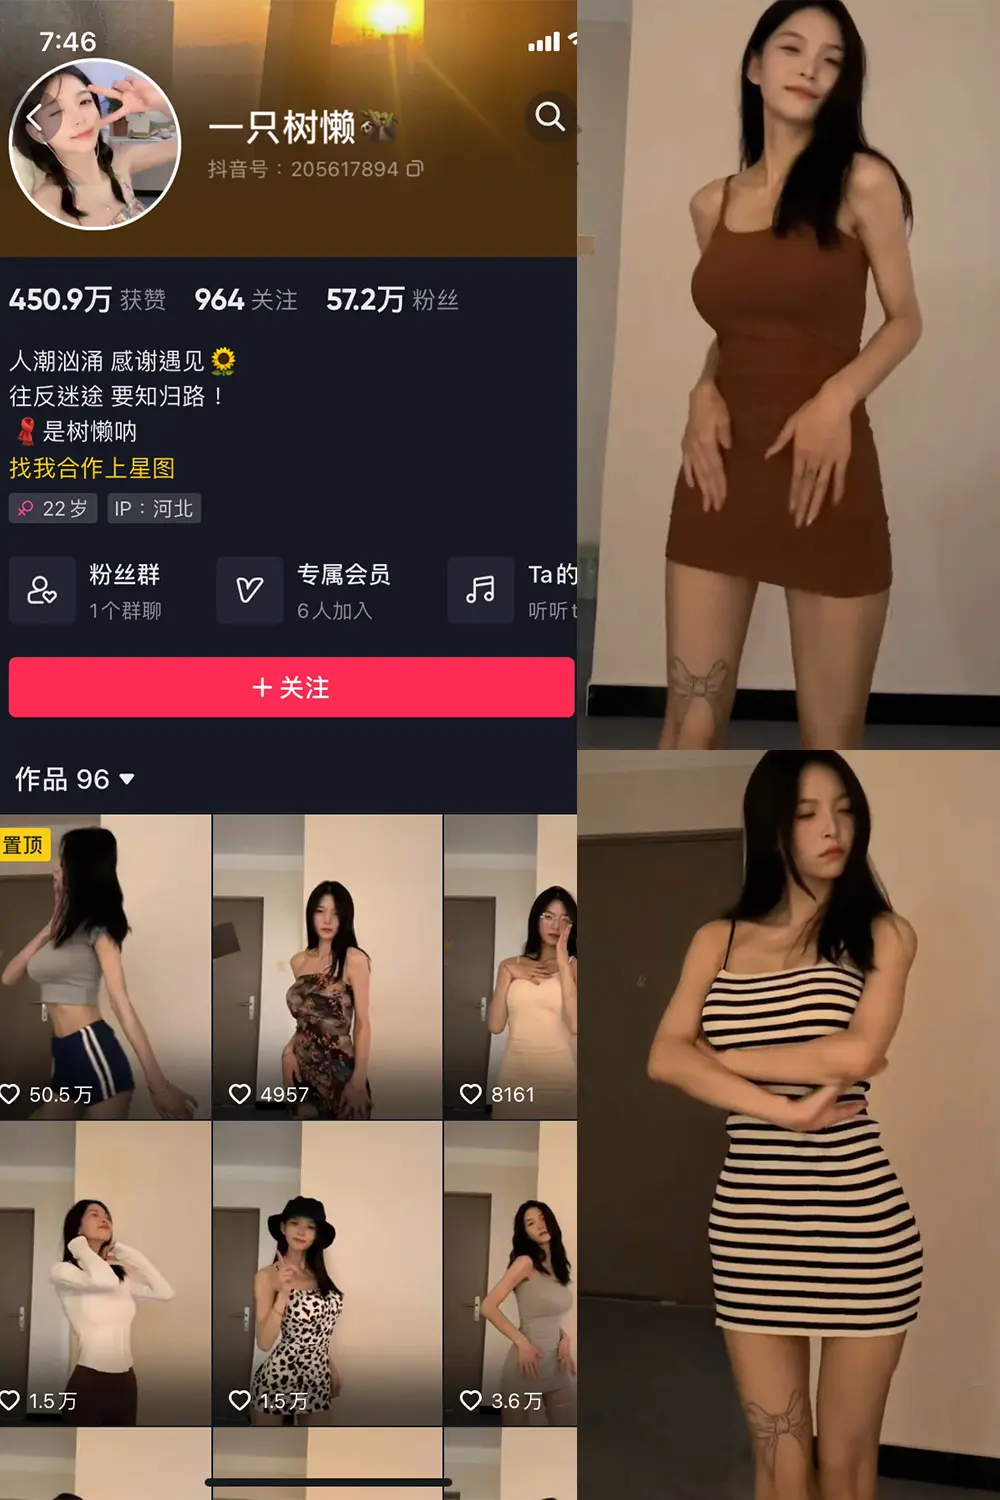 7:46
一只树懒
抖音号：205617894
450.9万 获赞 964 关注 57.2万 粉丝
人潮汹涌 感谢遇见🌻
往反迷途 要知归路！
🧣是树懒呐
找我合作上星图
22岁 IP：河北
粉丝群 专属会员 Ta的
1个群聊 6人加入 听听t
+ 关注
作品 96
置顶
50.5万 4957 8161
1.5万 1.5万 3.6万